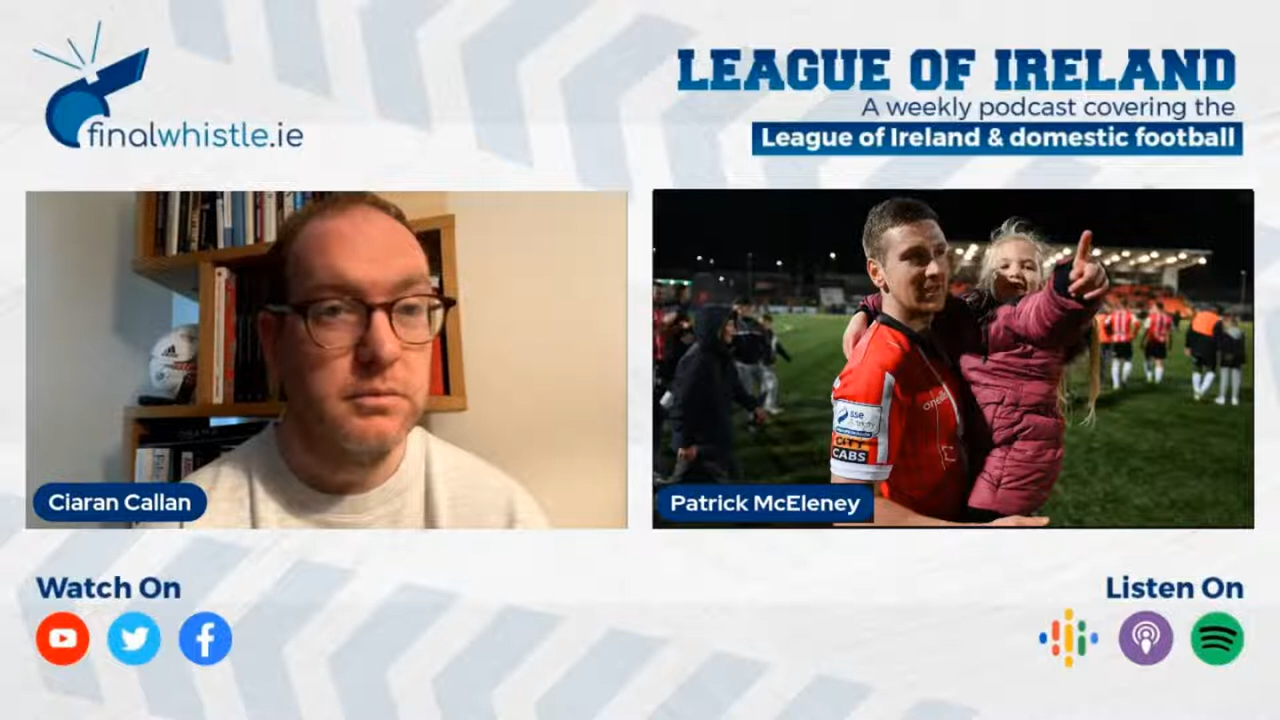 finalwhistle.ie
LEAGUE OF IRELAND
A weekly podcast covering the
League of Ireland & domestic football
Ciaran Callan
sse
CITY
CABS
Patrick McEleney
Watch On
Listen On